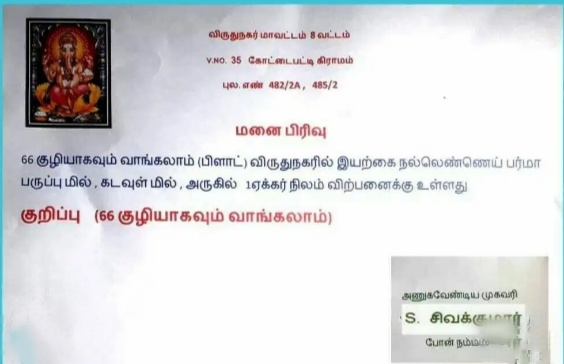 விருதுநகர் மாவட்டம் 8 வட்டம்
V.NO. 35 கோட்டைபட்டி கிராமம்
புல. எண் 482/2A , 485/2
மனை பிரிவு
66 குழியாகவும் வாங்கலாம் (பிளாட்) விருதுநகரில் இயற்கை நல்லெண்ணெய் பர்மா
பருப்பு மில் , கடவுள் மில் , அருகில் 1ஏக்கர் நிலம் விற்பனைக்கு உள்ளது
குறிப்பு (66 குழியாகவும் வாங்கலாம்)
அணுகவேண்டிய முகவரி
S. சிவக்குமார்
போன்